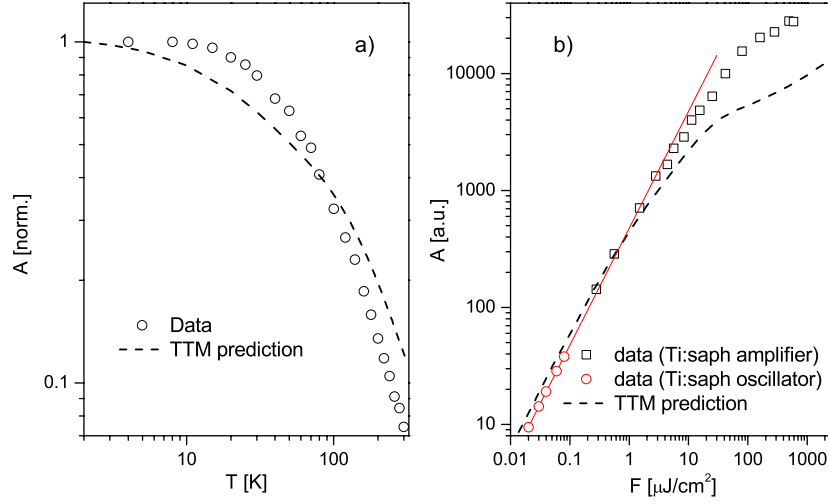 a)
1
0.1
A [norm.]
Data
TTM prediction
10
100
T [K]
b)
10000
1000
100
10
A [a.u.]
data (Ti:saph amplifier)
data (Ti:saph oscillator)
TTM prediction
0.01
0.1
1
10
100
1000
F [μJ/cm²]